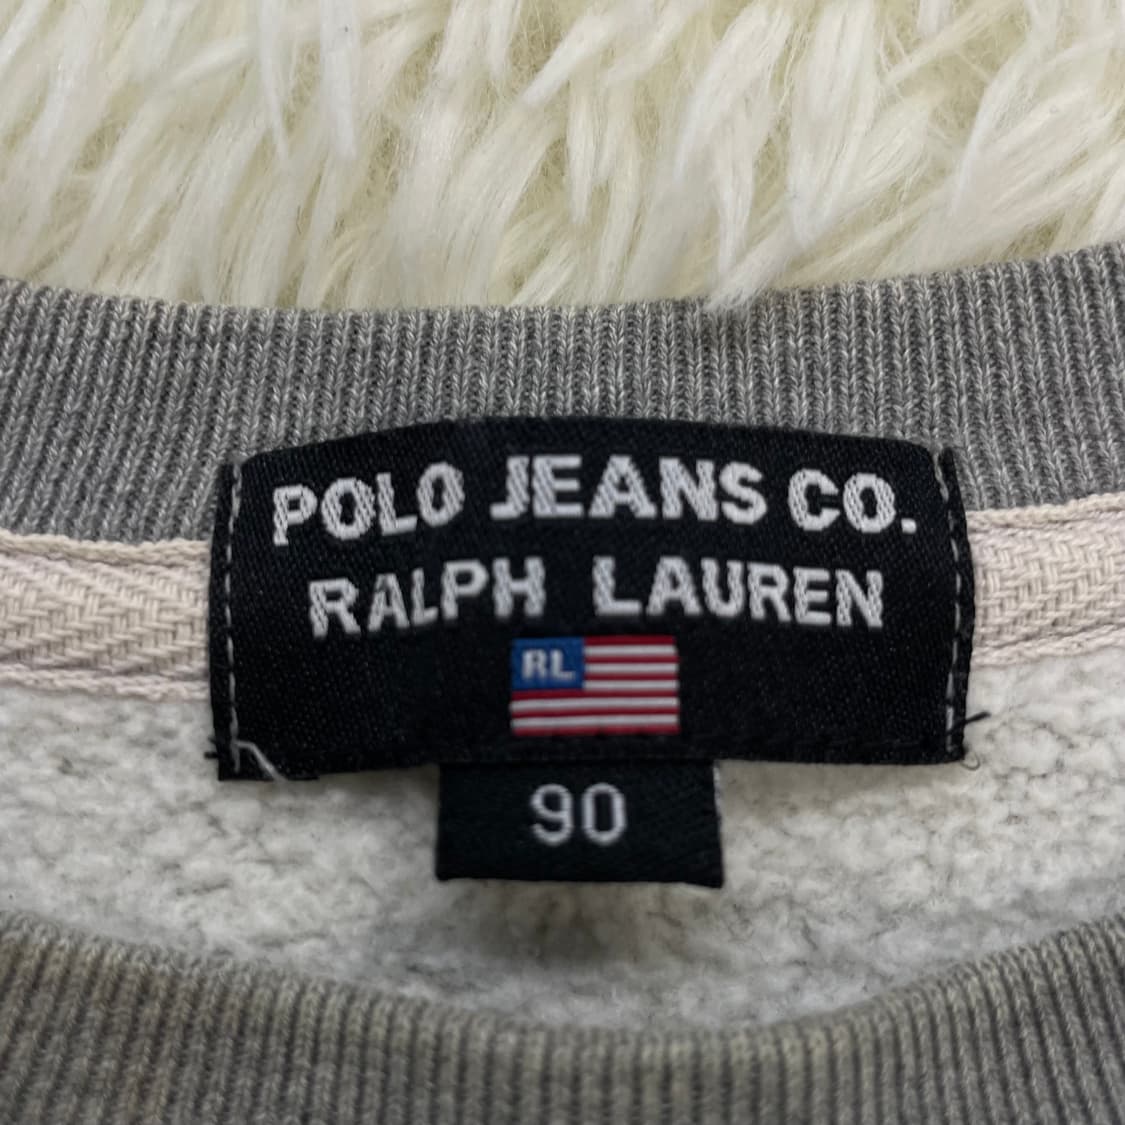 POLO JEANS CO.
RALPH LAUREN
RL
90